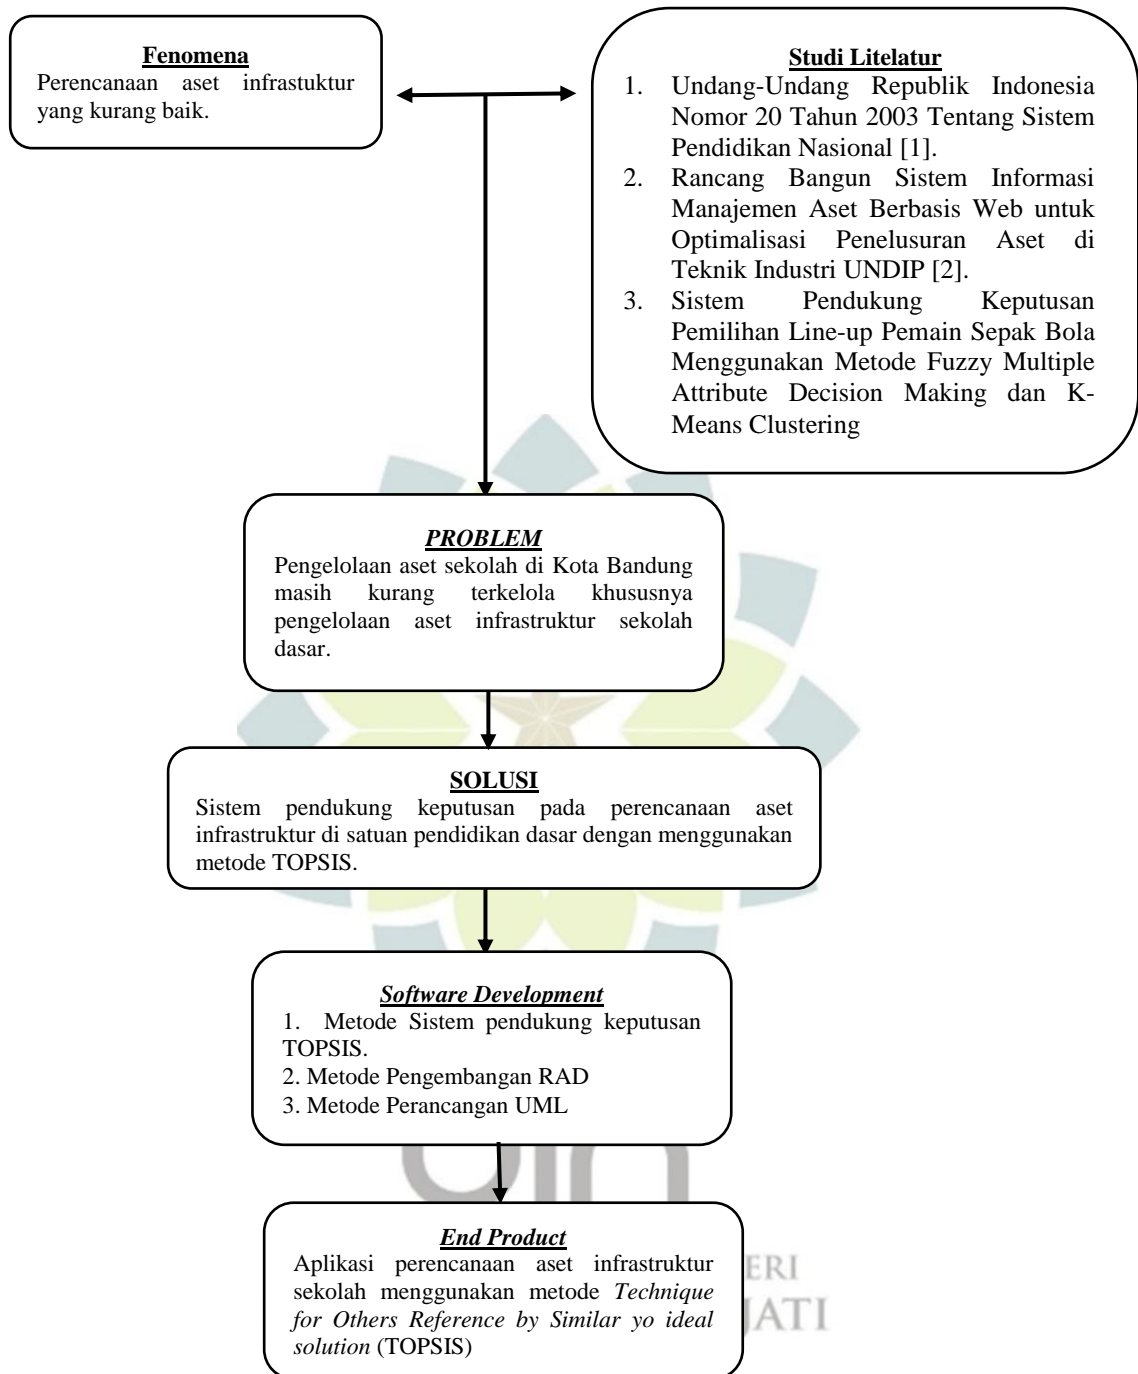 Fenomena
Perencanaan aset infrastuktur
yang kurang baik.
Studi Litelatur
1. Undang-Undang Republik Indonesia
Nomor 20 Tahun 2003 Tentang Sistem
Pendidikan Nasional [1].
2. Rancang Bangun Sistem Informasi
Manajemen Aset Berbasis Web untuk
Optimalisasi Penelusuran Aset di
Teknik Industri UNDIP [2].
3. Sistem Pendukung Keputusan
Pemilihan Line-up Pemain Sepak Bola
Menggunakan Metode Fuzzy Multiple
Attribute Decision Making dan K-
Means Clustering
PROBLEM
Pengelolaan aset sekolah di Kota Bandung
masih kurang terkelola khususnya
pengelolaan aset infrastruktur sekolah
dasar.
SOLUSI
Sistem pendukung keputusan pada perencanaan aset
infrastruktur di satuan pendidikan dasar dengan menggunakan
metode TOPSIS.
Software Development
1. Metode Sistem pendukung keputusan
TOPSIS.
2. Metode Pengembangan RAD
3. Metode Perancangan UML
End Product
Aplikasi perencanaan aset infrastruktur
sekolah menggunakan metode Technique
for Others Reference by Similar yo ideal
solution (TOPSIS)
ERI
JATI